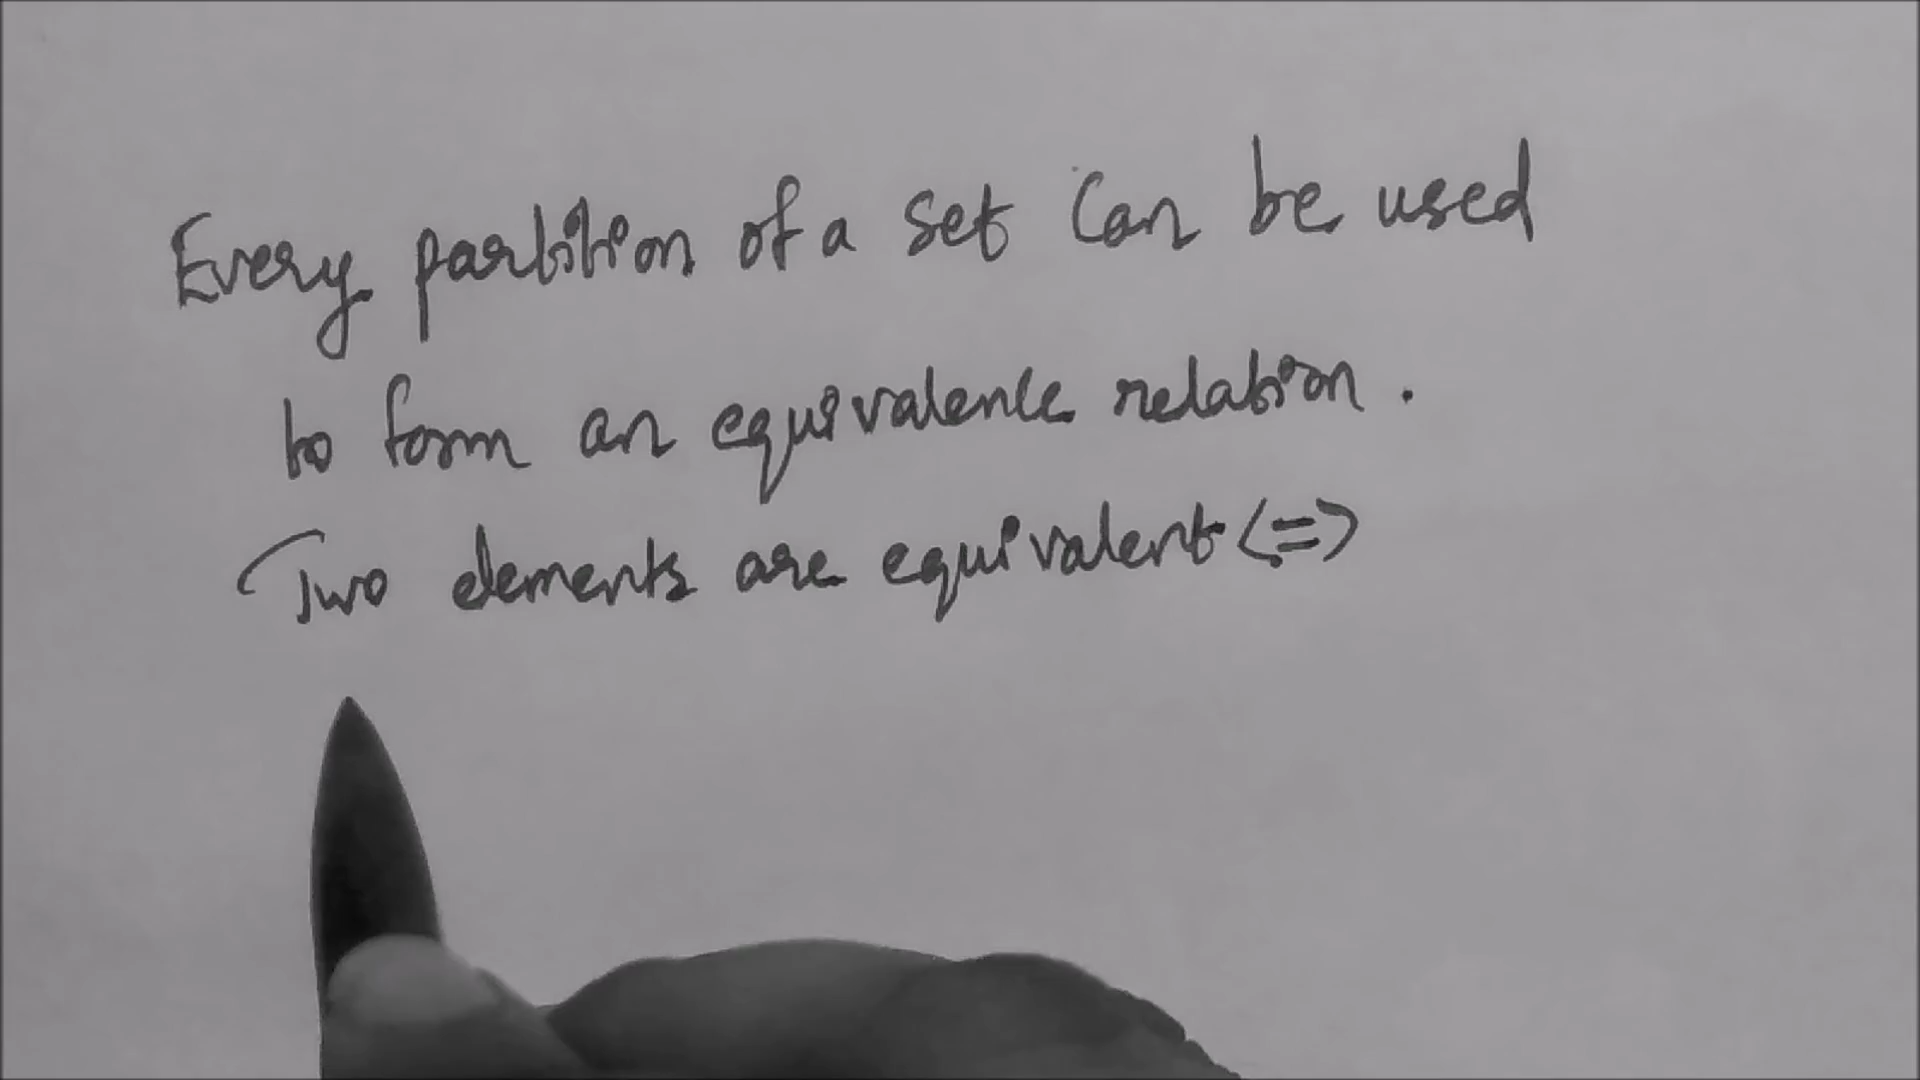 Every partition of a set can be used
to form an equivalence relation.
Two elements are equivalent <=>